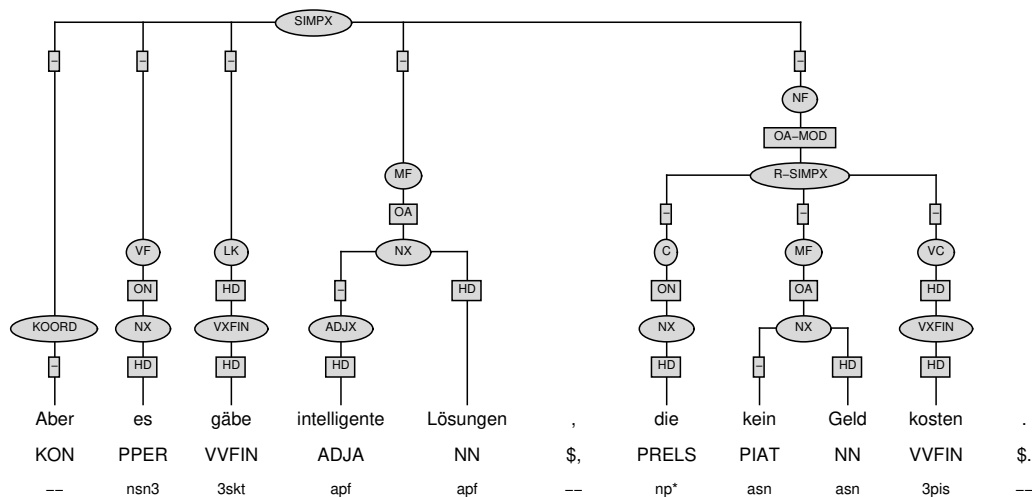 SIMPX
– – – – –
NF
OA–MOD
MF R–SIMPX
OA – – –
VF LK NX C MF VC
ON HD – HD ON OA HD
KOORD NX VXFIN ADJX NX NX VXFIN
– HD HD HD HD – HD HD
Aber es gäbe intelligente Lösungen , die kein Geld kosten .
KON PPER VVFIN ADJA NN $, PRELS PIAT NN VVFIN $.
–– nsn3 3skt apf apf –– np* asn asn 3pis ––